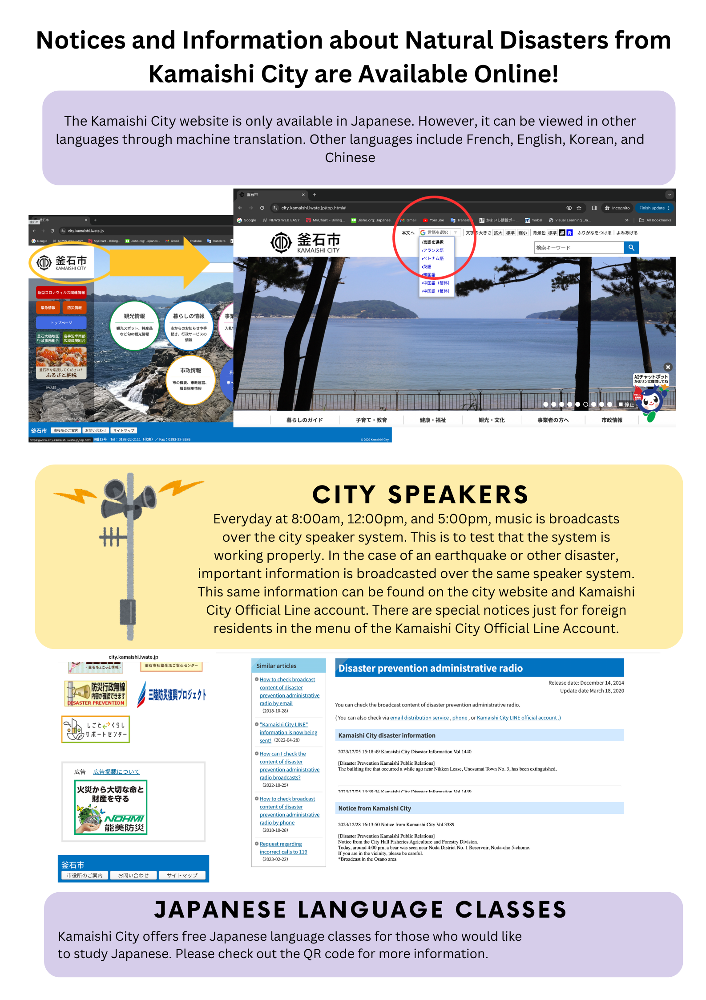 Notices and Information about Natural Disasters from
Kamaishi City are Available Online!
The Kamaishi City website is only available in Japanese. However, it can be viewed in other
languages through machine translation. Other languages include French, English, Korean, and
Chinese
釜石市
釜石市
city.kamaishi.iwate.jp
Google NEWS WEB EASY MyChart - Billing... Jisho.org: Japanes... Gmail YouTube Translate
釜石市
KAMAISHI CITY
新型コロナウィルス関連情報
緊急情報 防災情報
トップページ
釜石大槌地区
行政事務組合
岩手沿岸南部
広域環境組合
釜石市を応援してください！
ふるさと納税
IWATE
KAMAISHI
観光情報
観光スポット、特産品
など旬の観光情報
暮らしの情報
市からのお知らせや手
続き、行政サービスの
情報
事業
入札
市政情報
市の概要、市政運営、
職員採用情報
お
市へ
釜石市 市役所のご案内 お問い合わせ サイトマップ
https://www.city.kamaishi.iwate.jp/top.html 9番13号 Tel：0193-22-2111（代表）／Fax：0193-22-2686
© 2020 Kamaishi City.
釜石市
city.kamaishi.iwate.jp/top.html#
Incognito Finish update
Google NEWS WEB EASY MyChart - Billing... Jisho.org: Japanes... Gmail YouTube Translate かまいし情報ポー... mobal Visual Learning .Ja... » All Bookmarks
釜石市
KAMAISHI CITY
本文へ 言語を選択 文字の大きさ 拡大 標準 縮小 背景色 標準 黒 青 ふりがなをつける よみあげる
検索キーワード
›言語を選択
›フランス語
›ベトナム語
›英語
›韓国語
›中国語（簡体）
›中国語（繁体）
AIチャットボット
かまリンに質問してね
停止
暮らしのガイド 子育て・教育 健康・福祉 観光・文化 事業者の方へ 市政情報
CITY SPEAKERS
Everyday at 8:00am, 12:00pm, and 5:00pm, music is broadcasts
over the city speaker system. This is to test that the system is
working properly. In the case of an earthquake or other disaster,
important information is broadcasted over the same speaker system.
This same information can be found on the city website and Kamaishi
City Official Line account. There are special notices just for foreign
residents in the menu of the Kamaishi City Official Line Account.
city.kamaishi.iwate.jp
- 釜石ちょこっと情報 -
釜石市社協生活ご安心センター
防災行政無線
内容が確認できます
DISASTER PREVENTION
三陸防災復興プロジェクト
しごと くらし
サポートセンター
広告 広告掲載について
火災から大切な命と
財産を守る
NOHMI
能美防災
釜石市
市役所のご案内 お問い合わせ サイトマップ
Similar articles
How to check broadcast
content of disaster
prevention administrative
radio by email
(2018-10-28)
"Kamaishi City LINE"
information is now being
sent! (2022-04-28)
How can I check the
content of disaster
prevention administrative
radio broadcasts?
(2022-10-25)
How to check broadcast
content of disaster
prevention administrative
radio by phone
(2018-10-28)
Request regarding
incorrect calls to 119
(2023-02-22)
Disaster prevention administrative radio
Release date: December 14, 2014
Update date March 18, 2020
You can check the broadcast content of disaster prevention administrative radio.
( You can also check via email distribution service , phone , or Kamaishi City LINE official account .)
Kamaishi City disaster information
2023/12/05 15:18:49 Kamaishi City Disaster Information Vol.1440
[Disaster Prevention Kamaishi Public Relations]
The building fire that occurred a while ago near Nikken Lease, Unosumai Town No. 3, has been extinguished.
2023/12/05 13:39:34 Kamaishi City Disaster Information Vol.1439
Notice from Kamaishi City
2023/12/28 16:13:50 Notice from Kamaishi City Vol.3389
[Disaster Prevention Kamaishi Public Relations]
Notice from the City Hall Fisheries Agriculture and Forestry Division.
Today, around 4:00 pm, a bear was seen near Noda District No. 1 Reservoir, Noda-cho 5-chome.
If you are in the vicinity, please be careful.
*Broadcast in the Osano area
JAPANESE LANGUAGE CLASSES
Kamaishi City offers free Japanese language classes for those who would like
to study Japanese. Please check out the QR code for more information.